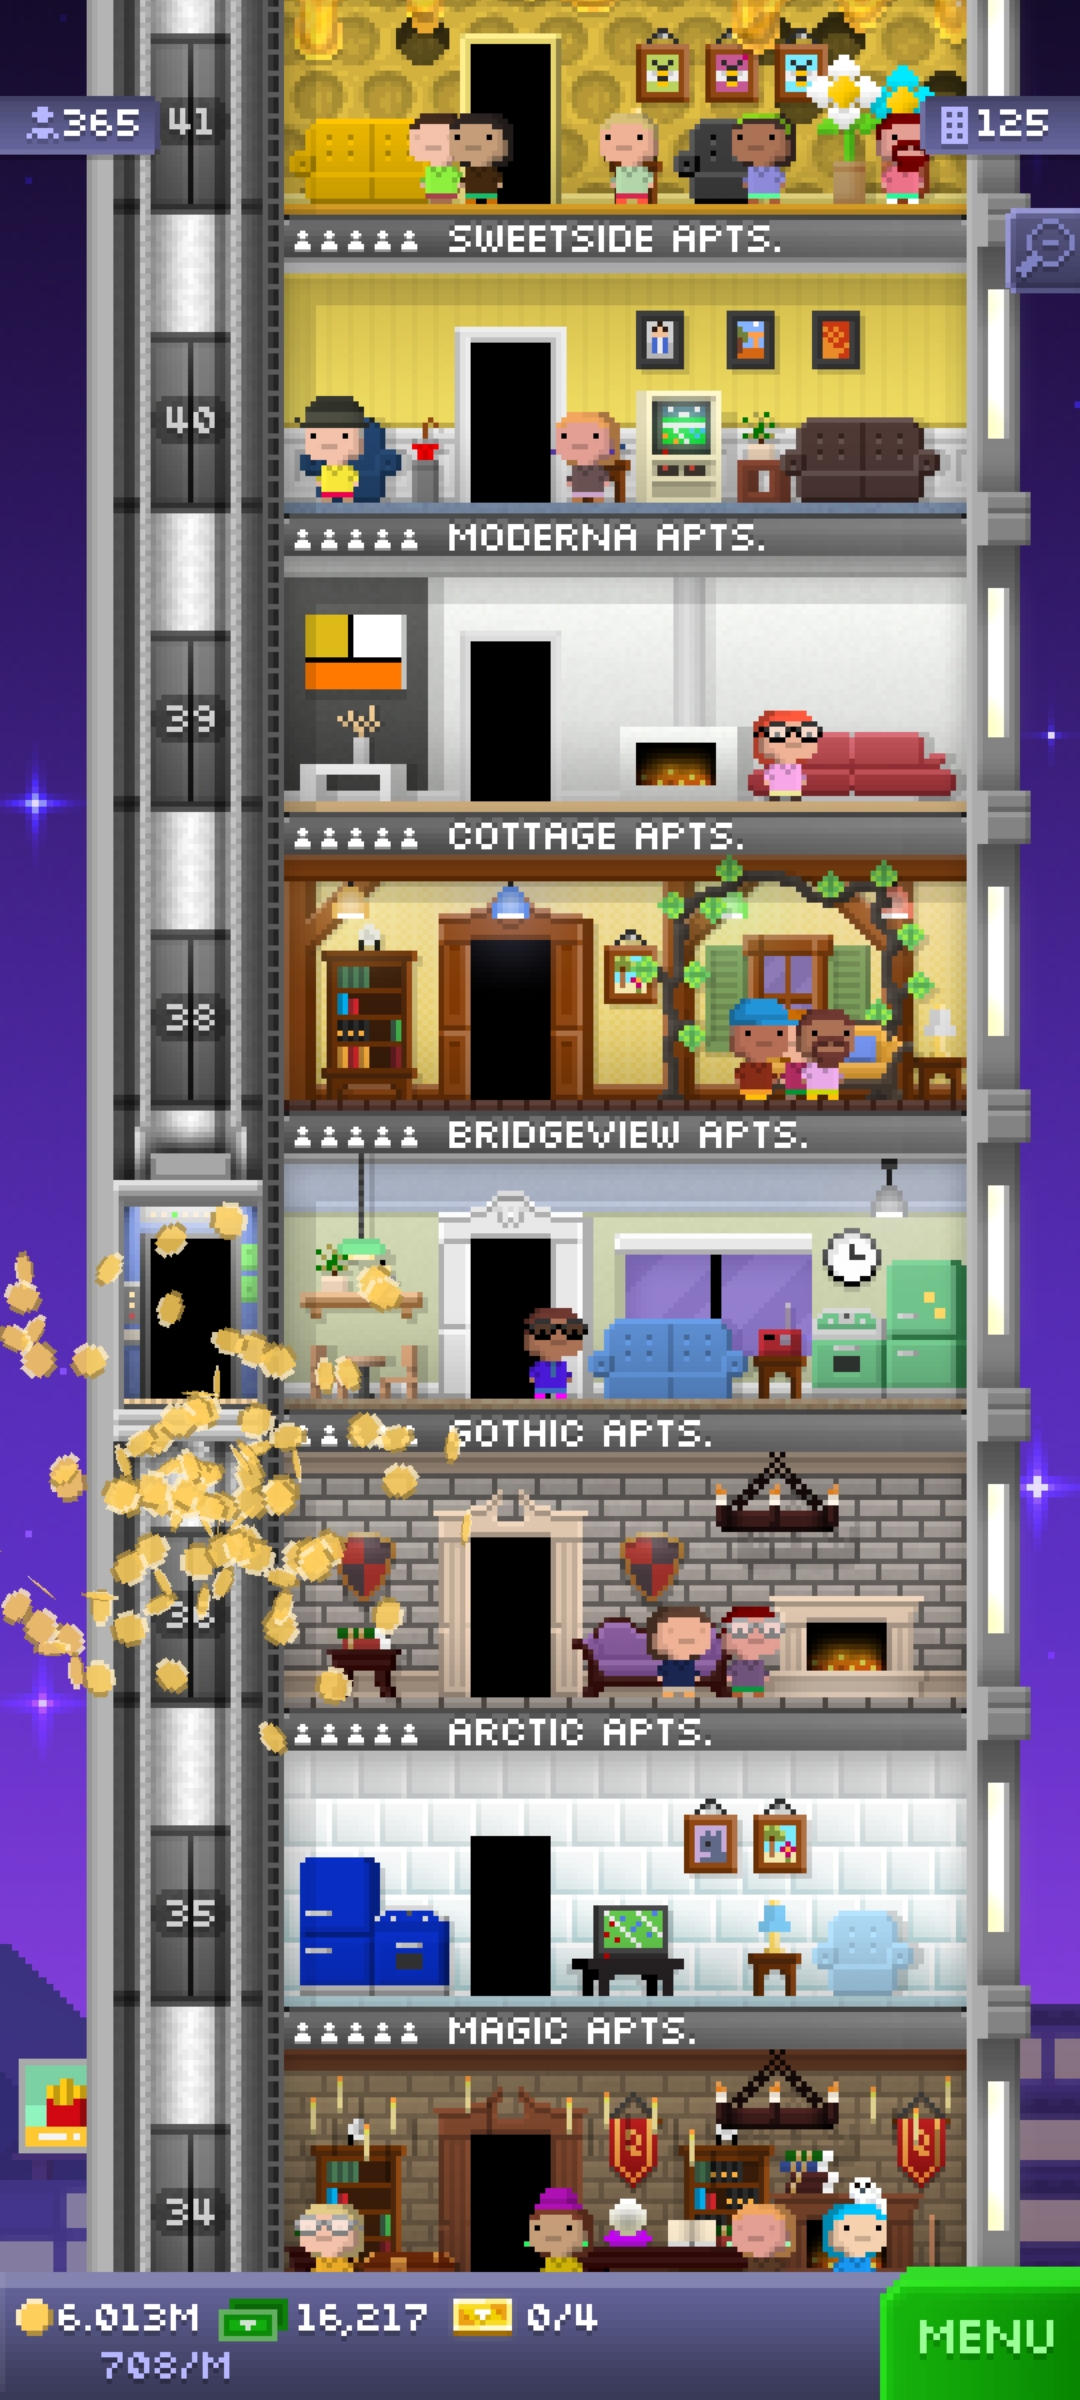 365
41
125
SWEETSIDE APTS.
40
MODERNA APTS.
39
COTTAGE APTS.
38
BRIDGEVIEW APTS.
GOTHIC APTS.
36
ARCTIC APTS.
35
MAGIC APTS.
34
6.013M
16,217
0/4
MENU
708/M